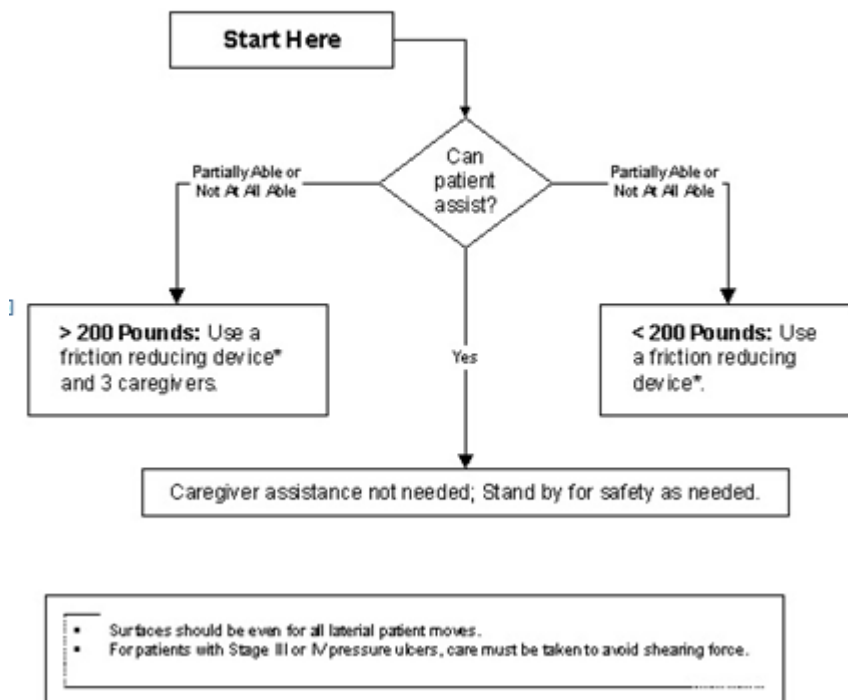 Start Here
Can
patient
assist?
Partially Able or
Not At All Able
Partially Able or
Not At All Able
> 200 Pounds: Use a
friction reducing device*
and 3 caregivers.
Yes
< 200 Pounds: Use
a friction reducing
device*.
Caregiver assistance not needed; Stand by for safety as needed.
▪ Surfaces should be even for all laterial patient moves.
▪ For patients with Stage III or IV pressure ulcers, care must be taken to avoid shearing force.